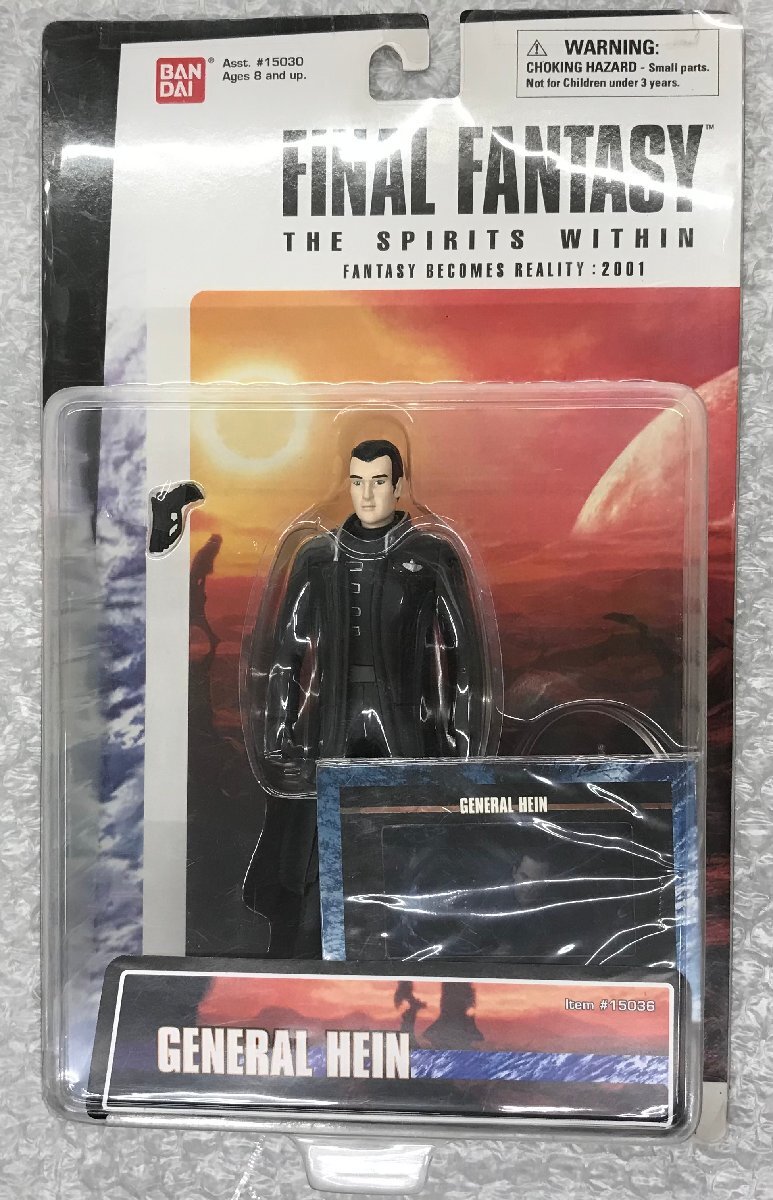 BAN
DAI
®
Asst. #15030
Ages 8 and up.
⚠ WARNING:
CHOKING HAZARD - Small parts.
Not for Children under 3 years.
FINAL FANTASY™
THE SPIRITS WITHIN
FANTASY BECOMES REALITY : 2001
GENERAL HEIN
Item #15036
GENERAL HEIN